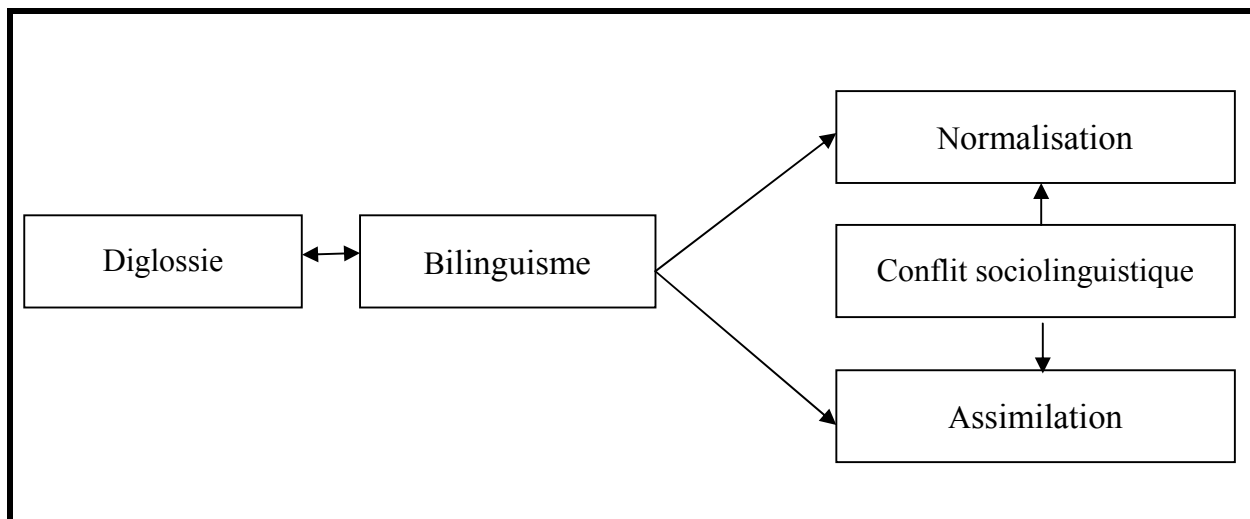 Normalisation
Diglossie
Bilinguisme
Conflit sociolinguistique
Assimilation